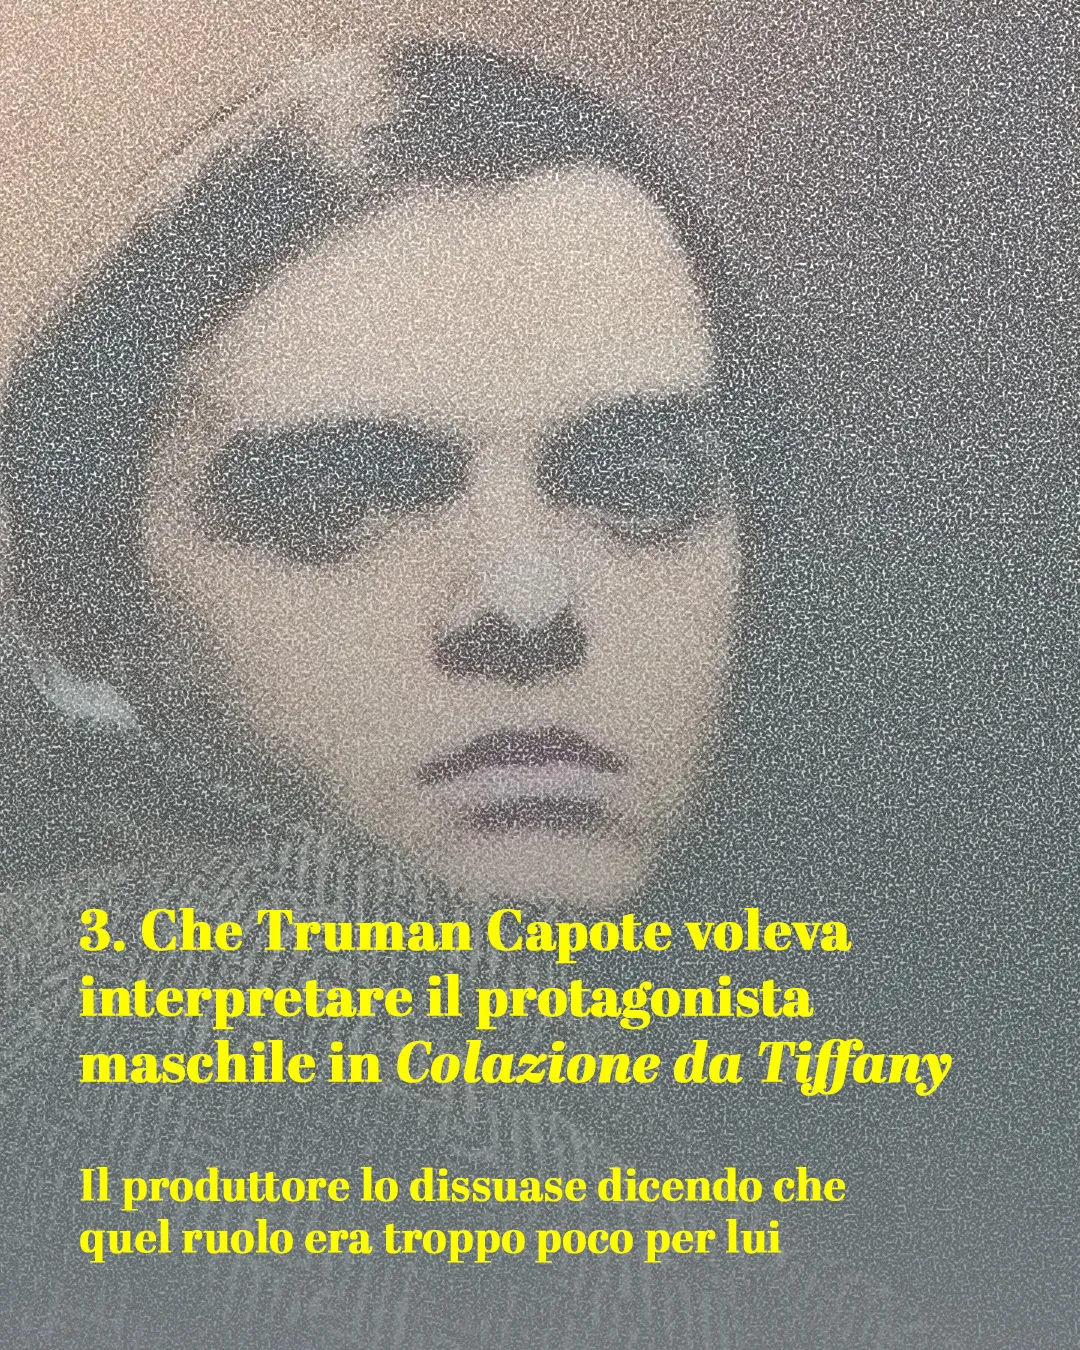 3. Che Truman Capote voleva
interpretare il protagonista
maschile in Colazione da Tiffany
Il produttore lo dissuase dicendo che
quel ruolo era troppo poco per lui